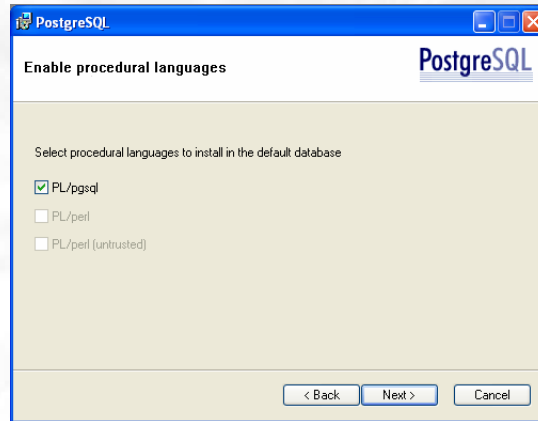 PostgreSQL
Enable procedural languages
PostgreSQL
Select procedural languages to install in the default database
PL/pgsql
PL/perl
PL/perl (untrusted)
< Back Next > Cancel